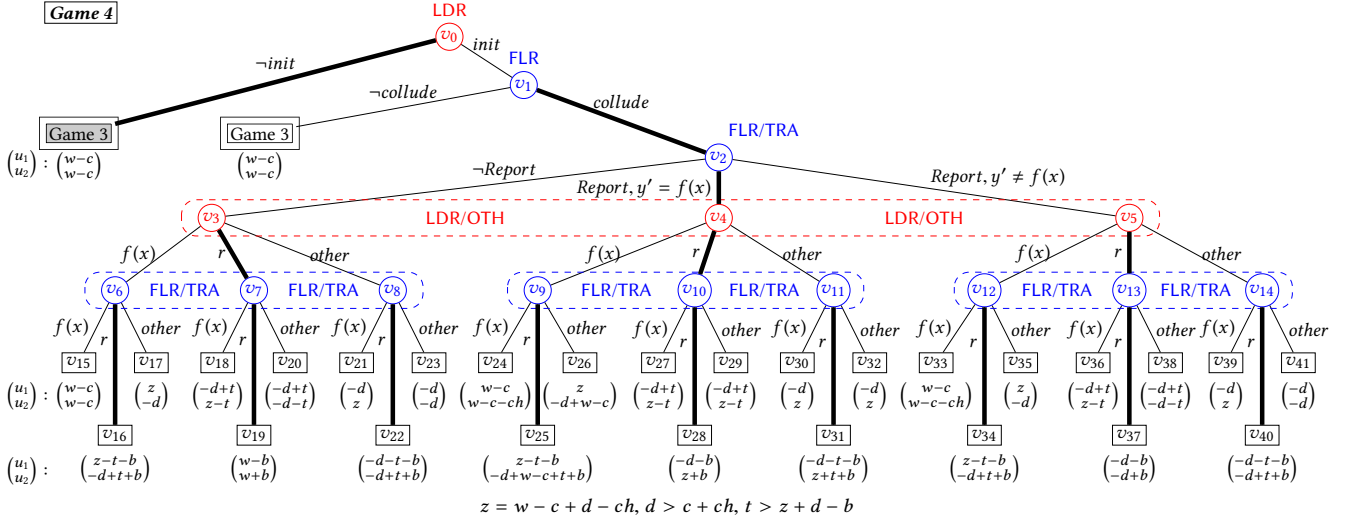 Game 4
LDR
v0
¬init
init
FLR
v1
¬collude
collude
Game 3
Game 3
FLR/TRA
v2
(u1 u2) : (w−c w−c) (w−c w−c)
¬Report
Report, y′ = f(x)
Report, y′ ≠ f(x)
v3 LDR/OTH v4 LDR/OTH v5
f(x) r other f(x) r other f(x) r other
v6 FLR/TRA v7 FLR/TRA v8 v9 FLR/TRA v10 FLR/TRA v11 v12 FLR/TRA v13 FLR/TRA v14
f(x) r other f(x) r other f(x) r other f(x) r other f(x) r other f(x) r other f(x) r other f(x) r other f(x) r other
v15 v17 v18 v20 v21 v23 v24 v26 v27 v29 v30 v32 v33 v35 v36 v38 v39 v41
(u1 u2) : (w−c w−c) (z −d) (−d+t z−t) (−d+t −d−t) (−d z) (−d −d) (w−c w−c−ch) (z −d+w−c) (−d+t z−t) (−d+t z−t) (−d z) (−d z) (w−c w−c−ch) (z −d) (−d+t z−t) (−d+t −d−t) (−d z) (−d −d)
v16 v19 v22 v25 v28 v31 v34 v37 v40
(u1 u2) : (z−t−b −d+t+b) (w−b w+b) (−d−t−b −d+t+b) (z−t−b −d+w−c+t+b) (−d−b z+b) (−d−t−b z+t+b) (z−t−b −d+t+b) (−d−b −d+b) (−d−t−b −d+t+b)
z = w − c + d − ch, d > c + ch, t > z + d − b